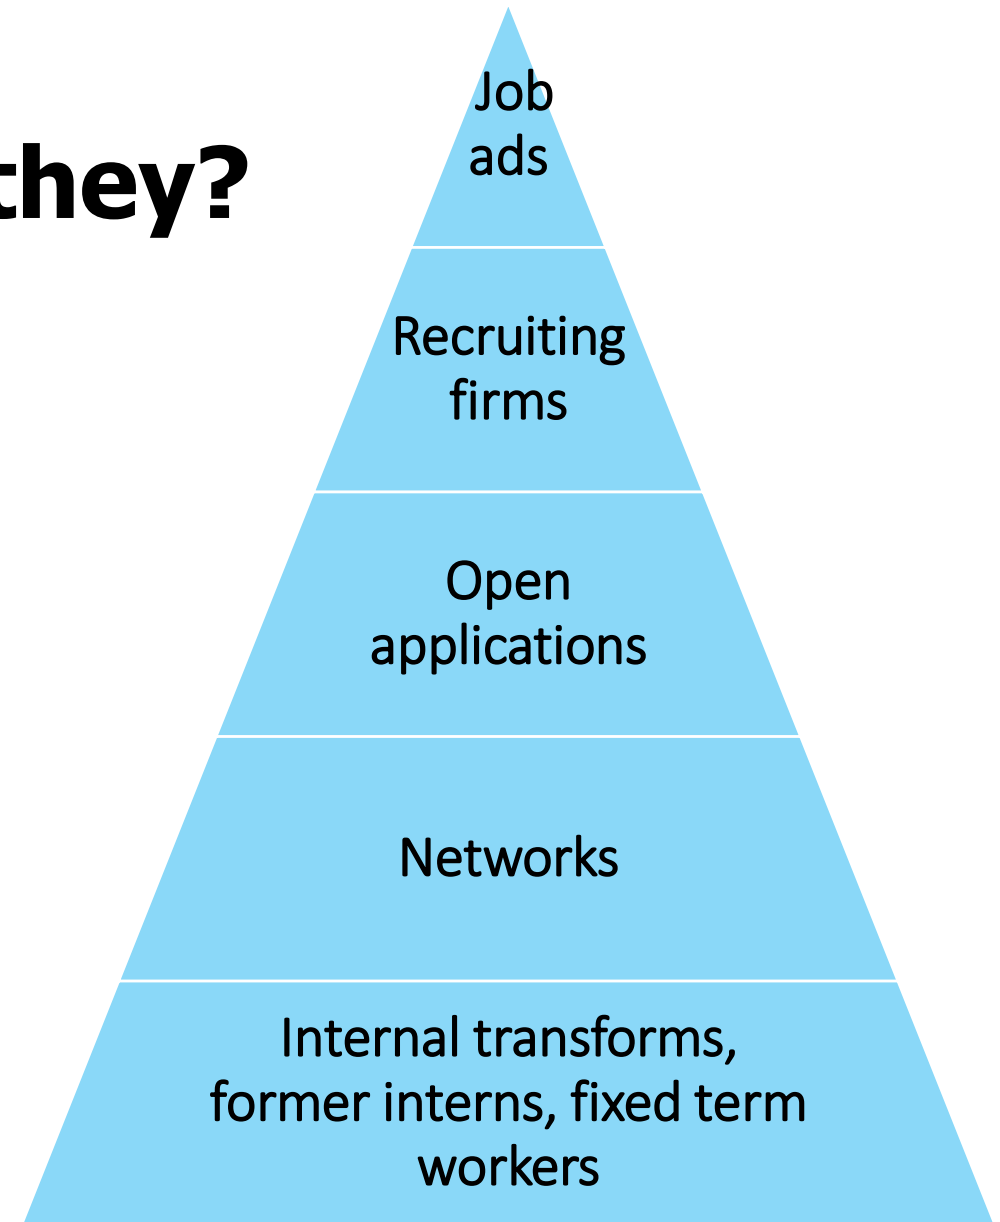 they?
Job
ads
Recruiting
firms
Open
applications
Networks
Internal transforms,
former interns, fixed term
workers